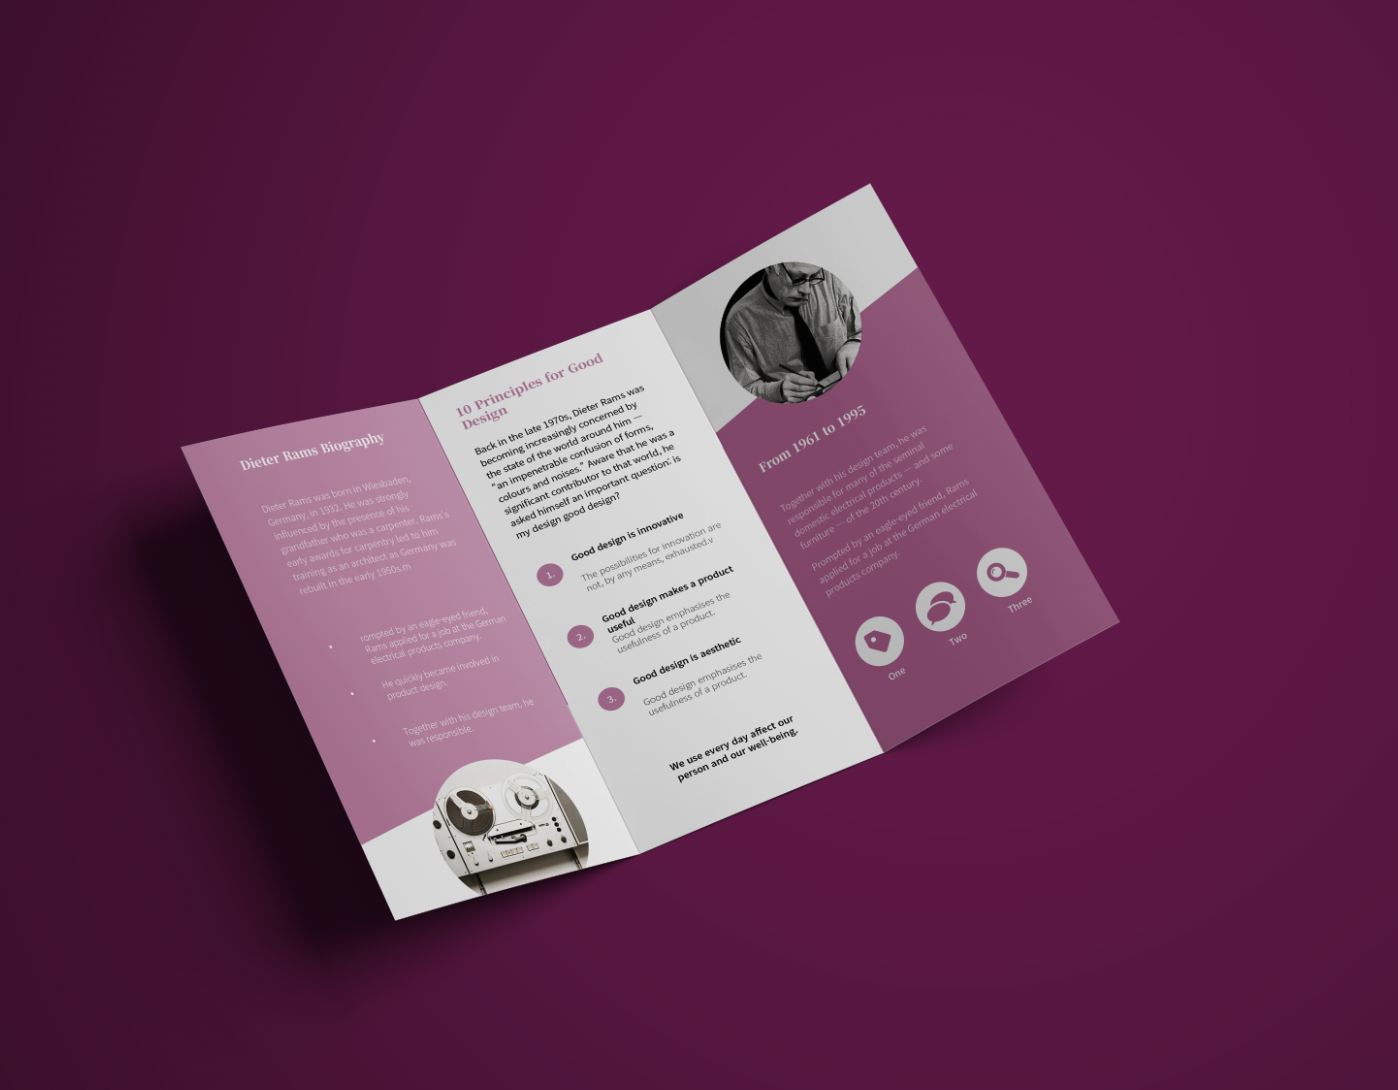 Dieter Rams Biography
Dieter Rams was born in Wiesbaden,
Germany, in 1932. He was strongly
influenced by the presence of his
grandfather who was a carpenter. Rams's
early awards for carpentry led to him
training as an architect as Germany was
rebuilt in the early 1950s,m
rompted by an eagle-eyed friend,
Rams applied for a job at the German
electrical products company.
He quickly became involved in
product design.
Together with his design team, he
was responsible.
10 Principles for Good
Design
Back in the late 1970s, Dieter Rams was
becoming increasingly concerned by
the state of the world around him —
“an impenetrable confusion of forms,
colours and noises.” Aware that he was a
significant contributor to that world, he
asked himself an important question: is
my design good design?
1.
Good design is innovative
The possibilities for innovation are
not, by any means, exhausted.v
2.
Good design makes a product
useful
Good design emphasises the
usefulness of a product.
3.
Good design is aesthetic
Good design emphasises the
usefulness of a product.
We use every day affect our
person and our well-being.
From 1961 to 1995
Together with his design team, he was
responsible for many of the seminal
domestic electrical products — and some
furniture — of the 20th century.
Prompted by an eagle-eyed friend, Rams
applied for a job at the German electrical
products company.
One
Two
Three